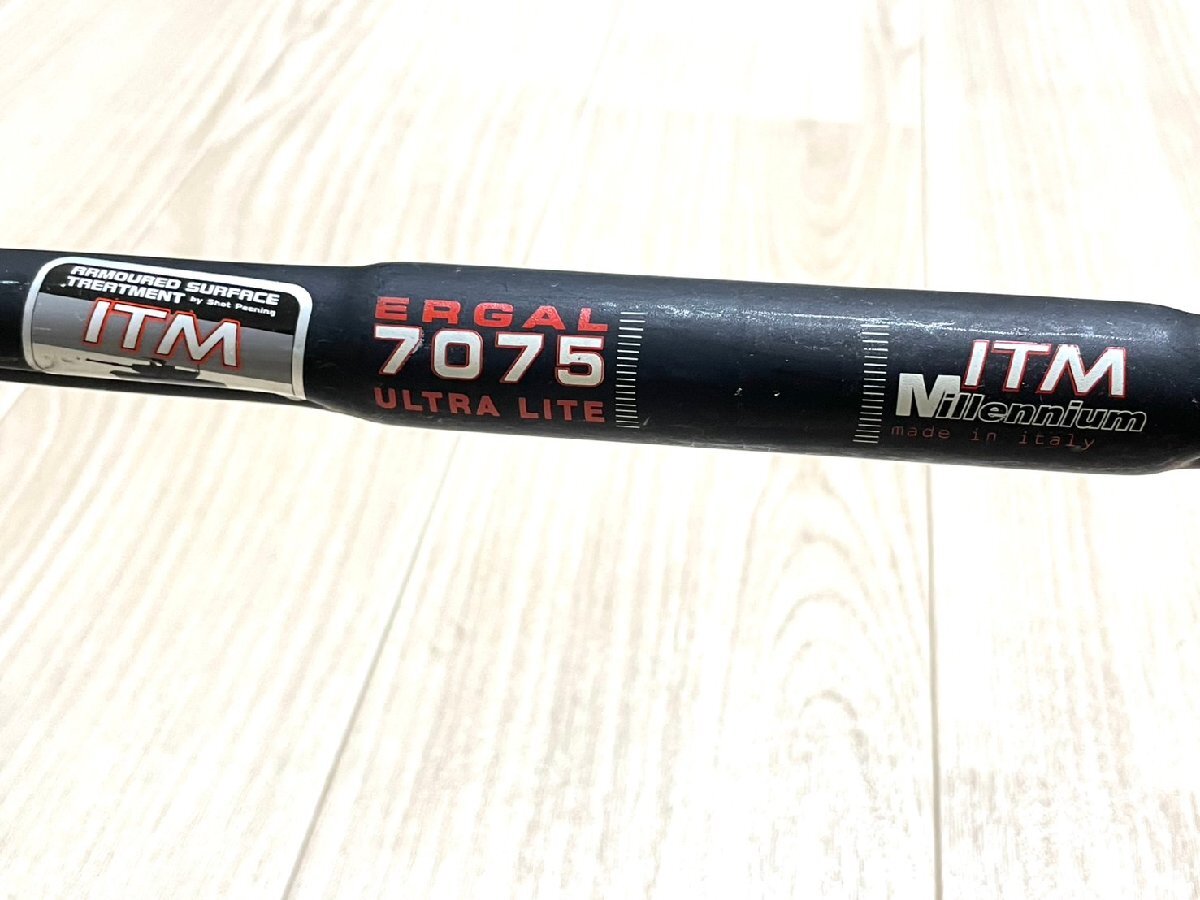 ARMOURED SURFACE
TREATMENT by Shot Peening
ITM
ERGAL
7075
ULTRA LITE
ITM
Millennium
made in italy